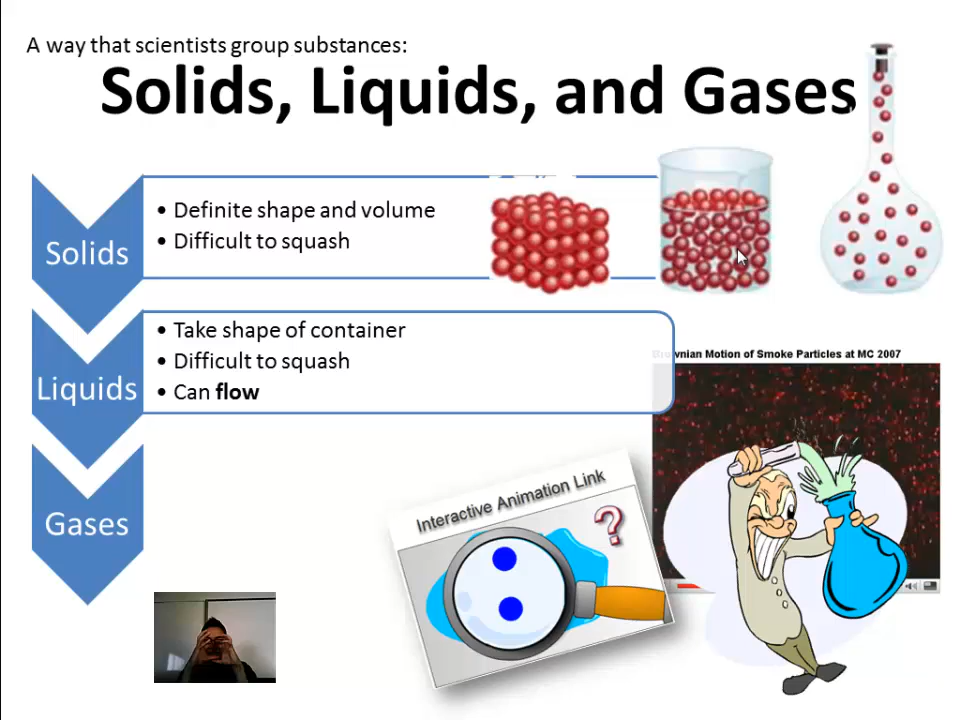 A way that scientists group substances:
Solids, Liquids, and Gases
Solids
• Definite shape and volume
• Difficult to squash
Liquids
• Take shape of container
• Difficult to squash
• Can flow
Gases
Motion of Smoke Particles at MC 2007
Interactive Animation Link
?